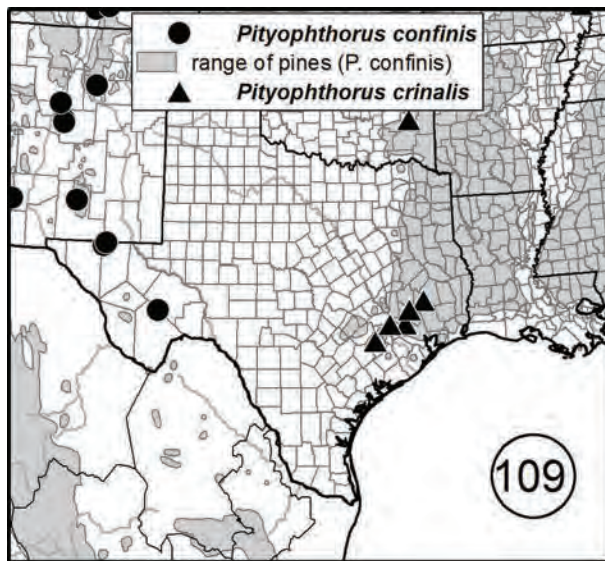 Pityophthorus confinis
range of pines (P. confinis)
Pityophthorus crinalis
109